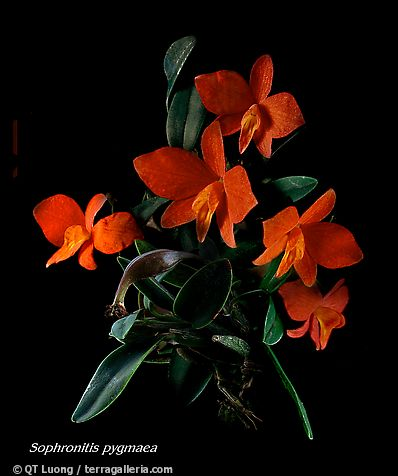 Sophronitis pygmaea
© QT Luong / terragalleria.com